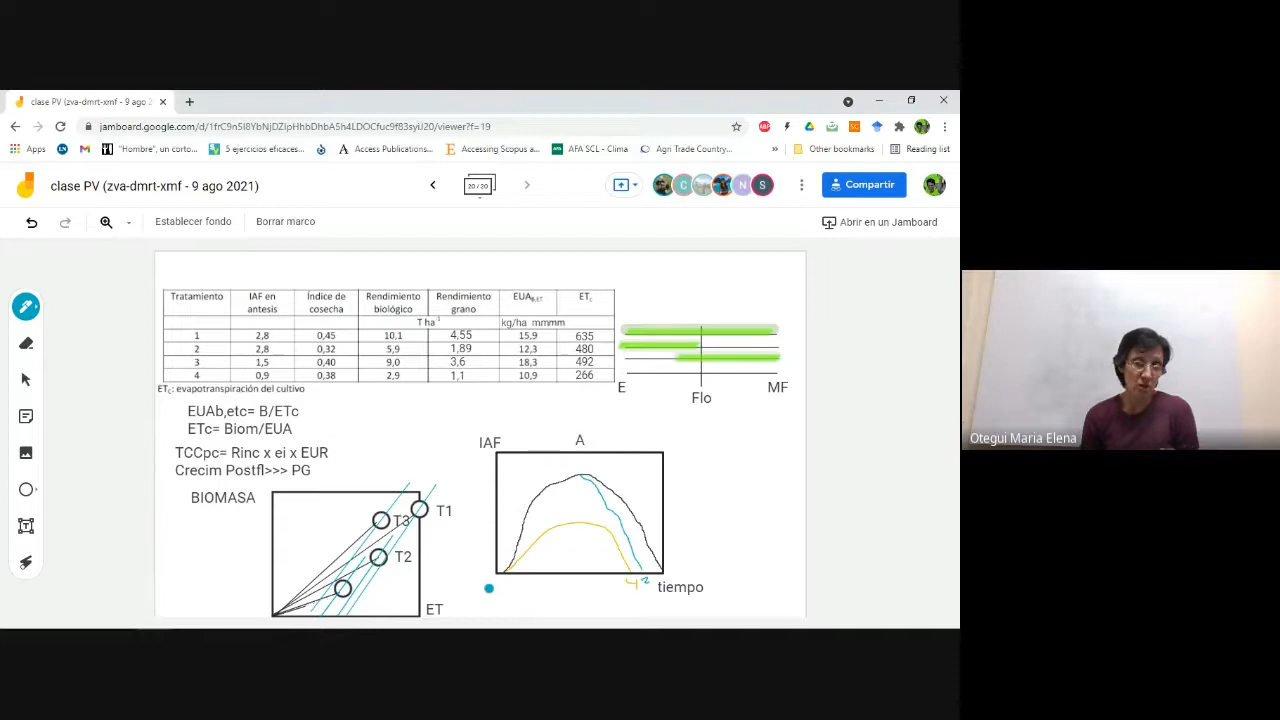 clase PV (zva-dmrt-xmf - 9 ago 2
jamboard.google.com/d/1frC9n5l8YbNjDZlpHhbDhbA5h4LDOCfuc9f83syiJ20/viewer?f=19
Apps "Hombre", un corto... 5 ejercicios eficaces... Access Publications... Accessing Scopus a... AFA SCL - Clima Agri Trade Country... » Other bookmarks Reading list
clase PV (zva-dmrt-xmf - 9 ago 2021) 20 / 20 C N S Compartir
Establecer fondo Borrar marco Abrir en un Jamboard
Tratamiento IAF en antesis Índice de cosecha Rendimiento biológico Rendimiento grano EUAB,ET ETc
T ha-1 kg/ha mmmm
1 2,8 0,45 10,1 4,55 15,9 635
2 2,8 0,32 5,9 1,89 12,3 480
3 1,5 0,40 9,0 3,6 18,3 492
4 0,9 0,38 2,9 1,1 10,9 266
ETc: evapotranspiración del cultivo
E Flo MF
EUAb,etc= B/ETc
ETc= Biom/EUA
TCCpc= Rinc x ei x EUR
Crecim Postfl>>> PG
BIOMASA
T3 T1
T2
ET
IAF A
4 2 tiempo
Otegui Maria Elena